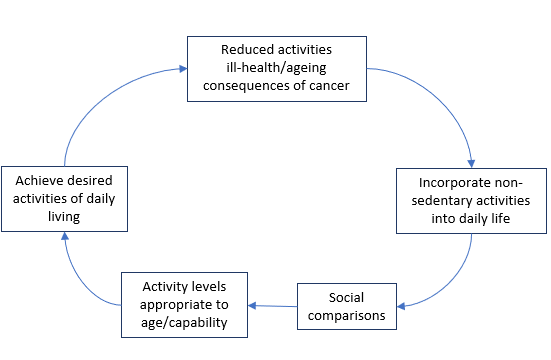 Reduced activities
ill-health/ageing
consequences of cancer
Incorporate non-
sedentary activities
into daily life
Social
comparisons
Activity levels
appropriate to
age/capability
Achieve desired
activities of daily
living